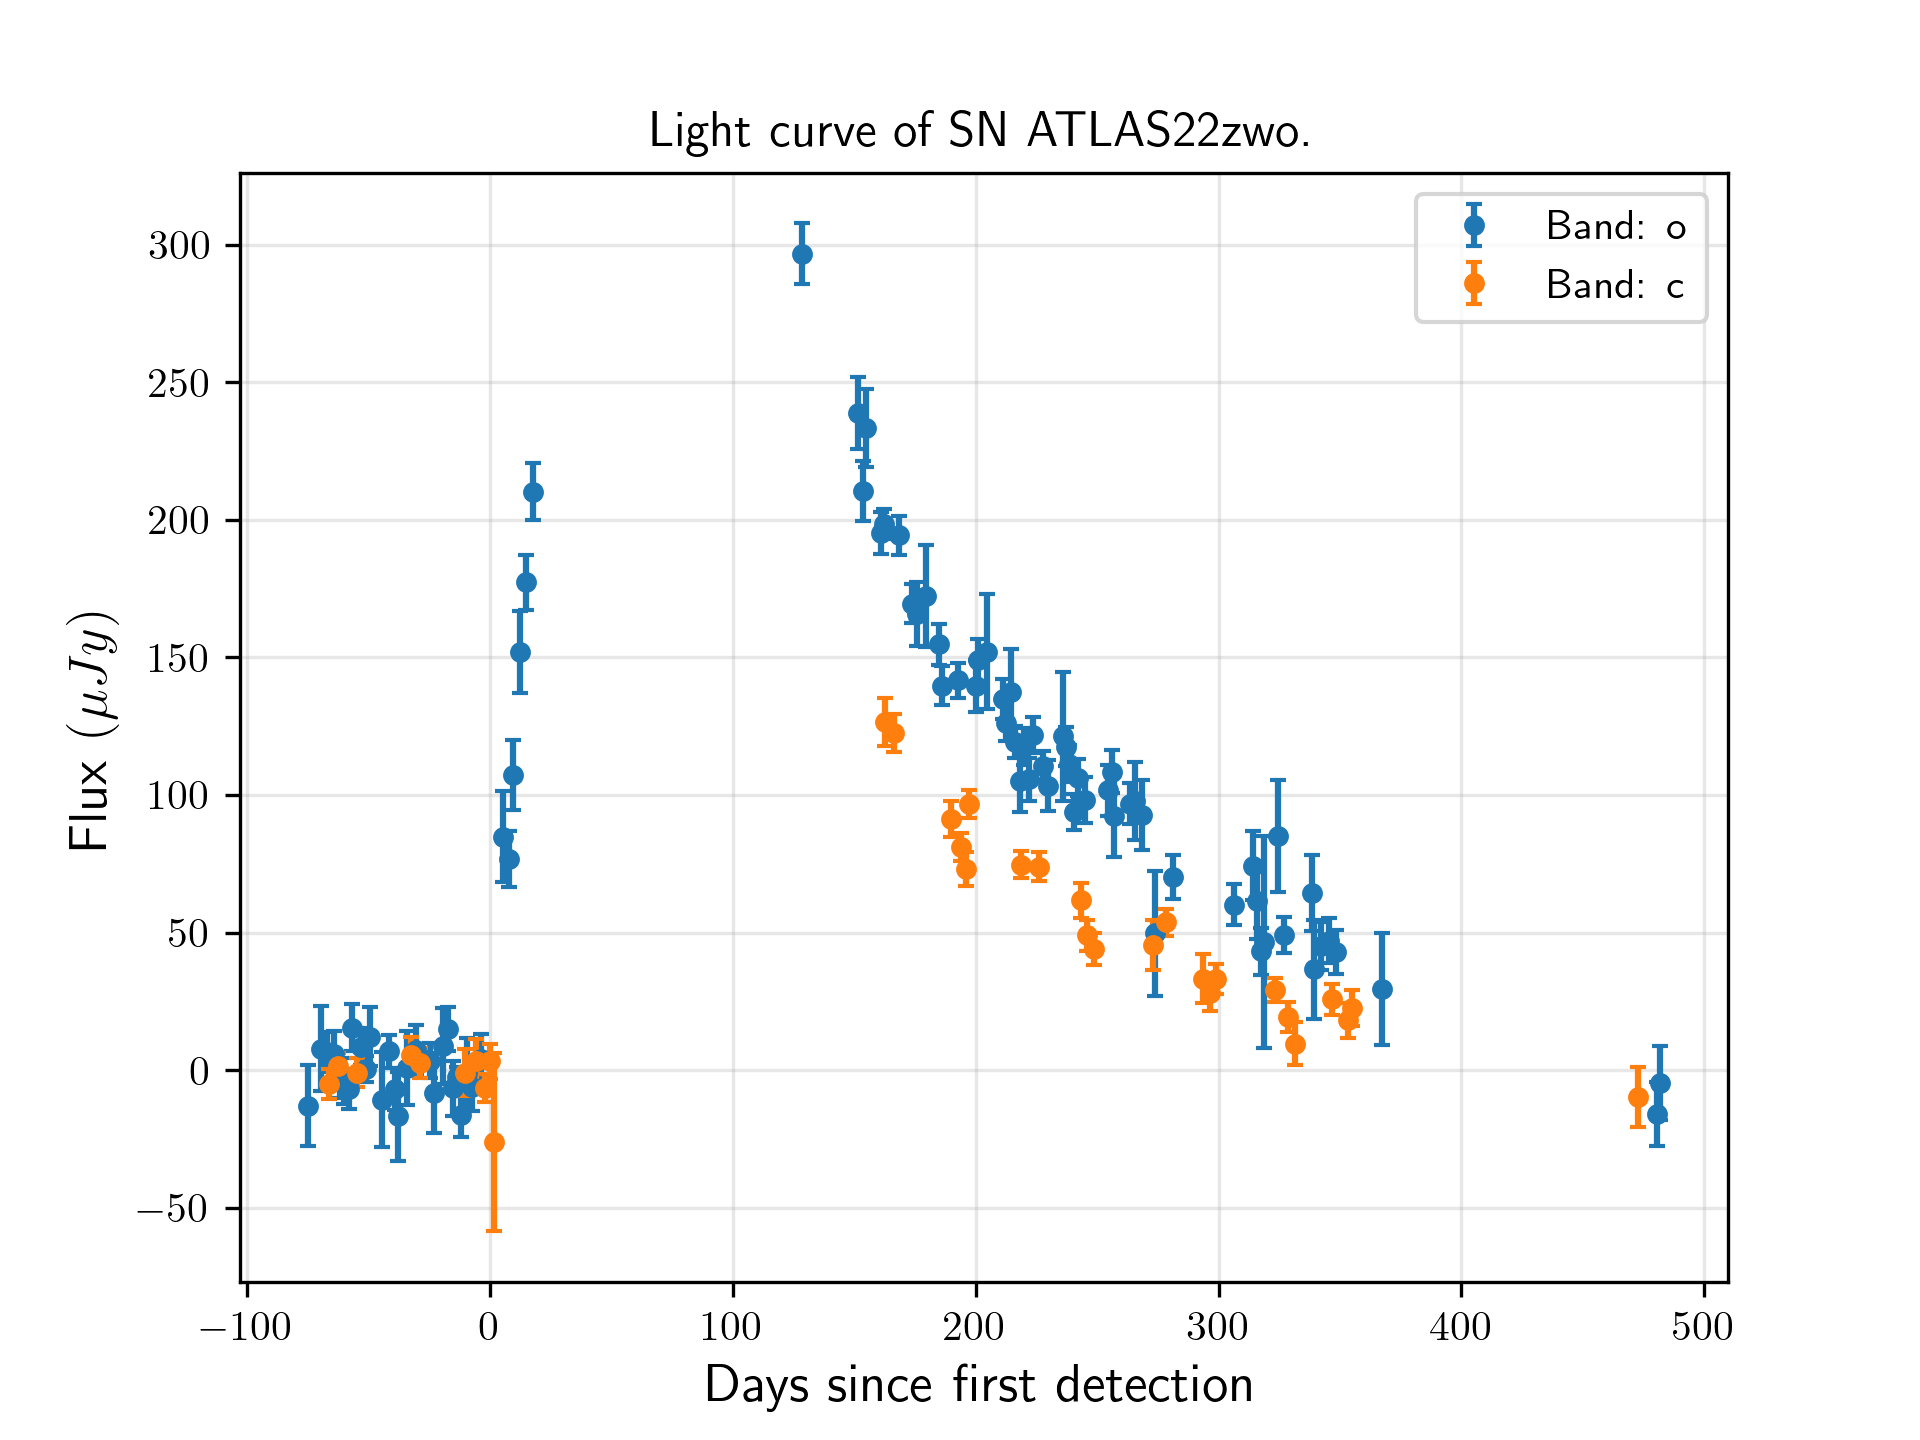 Light curve of SN ATLAS22zwo.
Band: o
Band: c
300
250
200
150
100
50
0
−50
Flux (μJy)
−100 0 100 200 300 400 500
Days since first detection